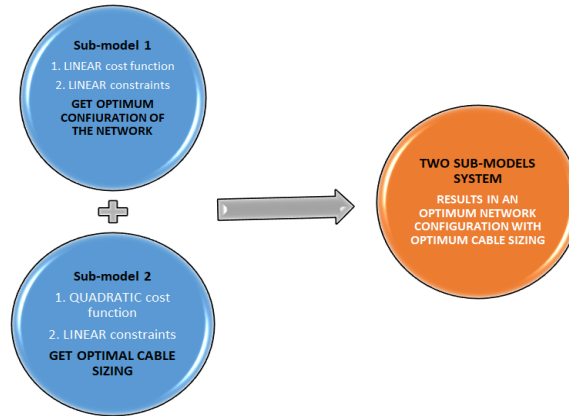 Sub-model 1
1. LINEAR cost function
2. LINEAR constraints
GET OPTIMUM
CONFIURATION OF
THE NETWORK
Sub-model 2
1. QUADRATIC cost
function
2. LINEAR constraints
GET OPTIMAL CABLE
SIZING
TWO SUB-MODELS
SYSTEM
RESULTS IN AN
OPTIMUM NETWORK
CONFIGURATION WITH
OPTIMUM CABLE SIZING